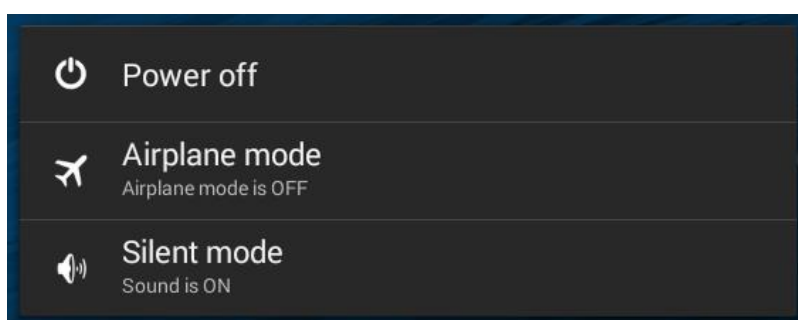 Power off
Airplane mode
Airplane mode is OFF
Silent mode
Sound is ON